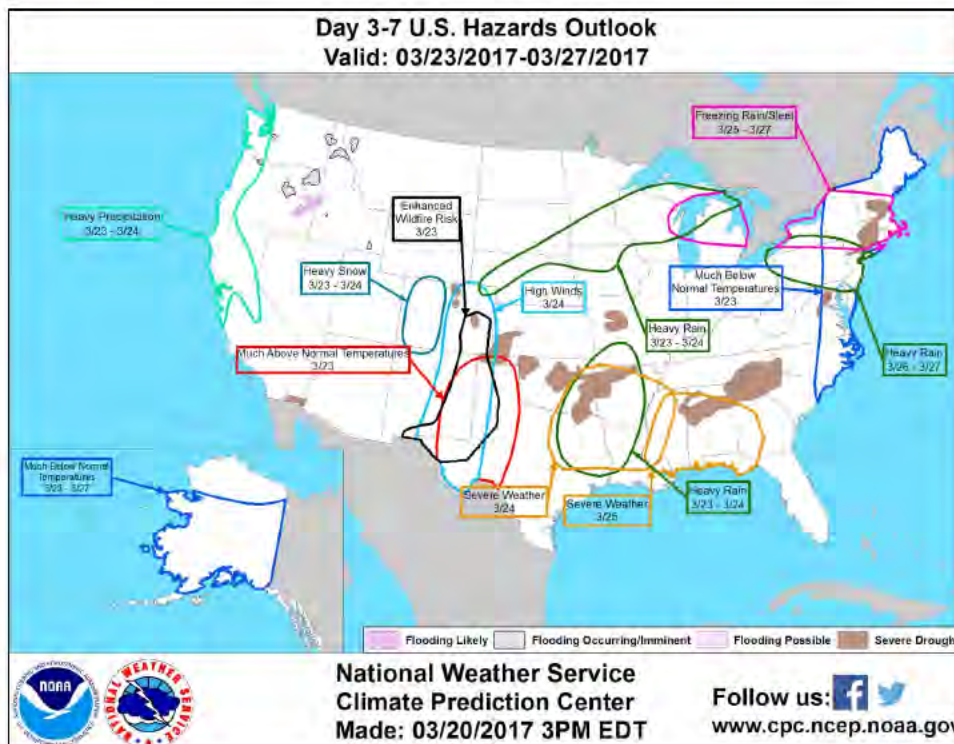 Day 3-7 U.S. Hazards Outlook
Valid: 03/23/2017-03/27/2017
Freezing Rain/Sleet
3/25 - 3/27
Enhanced
Wildfire Risk
3/23
Heavy Precipitation
3/23 - 3/24
Heavy Snow
3/23 - 3/24
High Winds
3/24
Much Below
Normal Temperatures
3/23
Heavy Rain
3/23 - 3/24
Much Above Normal Temperatures
3/23
Heavy Rain
3/26 - 3/27
Much Below Normal
Temperatures
3/23 - 3/27
Severe Weather
3/24
Severe Weather
3/25
Heavy Rain
3/23 - 3/24
Flooding Likely
Flooding Occurring/Imminent
Flooding Possible
Severe Drough
NOAA
NATIONAL WEATHER SERVICE
National Weather Service
Climate Prediction Center
Made: 03/20/2017 3PM EDT
Follow us:
www.cpc.ncep.noaa.gov